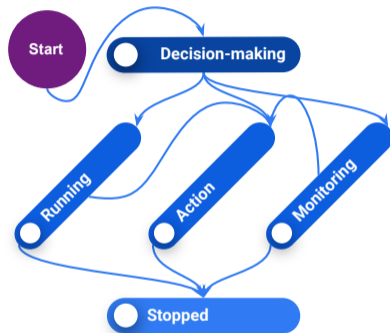 Start
Decision-making
Running
Action
Monitoring
Stopped